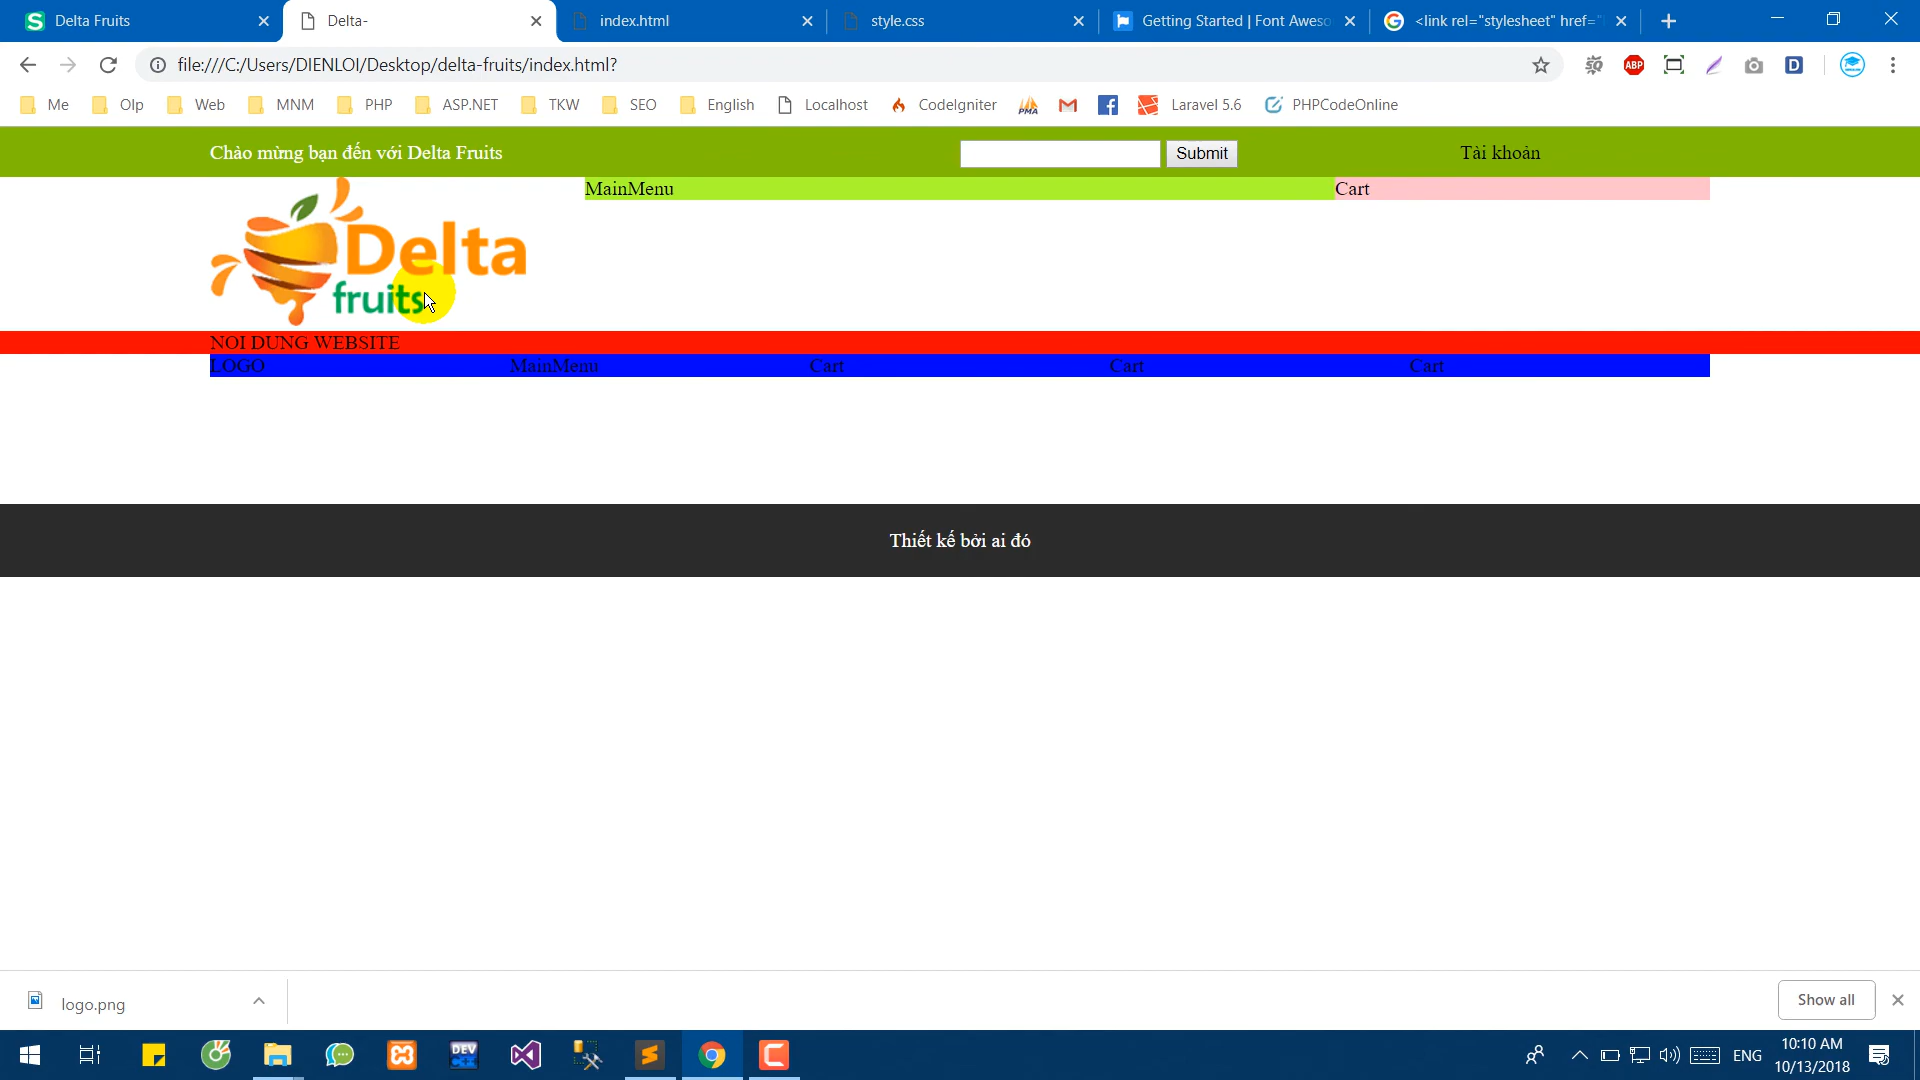 Delta Fruits
Delta-
index.html
style.css
Getting Started | Font Aweso
<link rel="stylesheet" href="
file:///C:/Users/DIENLOI/Desktop/delta-fruits/index.html?
ABP
D
Me
Olp
Web
MNM
PHP
ASP.NET
TKW
SEO
English
Localhost
CodeIgniter
PMA
Laravel 5.6
PHPCodeOnline
Chào mừng bạn đến với Delta Fruits
Submit
Tài khoản
MainMenu
Cart
Delta
fruits
NOI DUNG WEBSITE
LOGO
MainMenu
Cart
Cart
Cart
Thiết kế bởi ai đó
logo.png
Show all
DEV
ENG
10:10 AM
10/13/2018